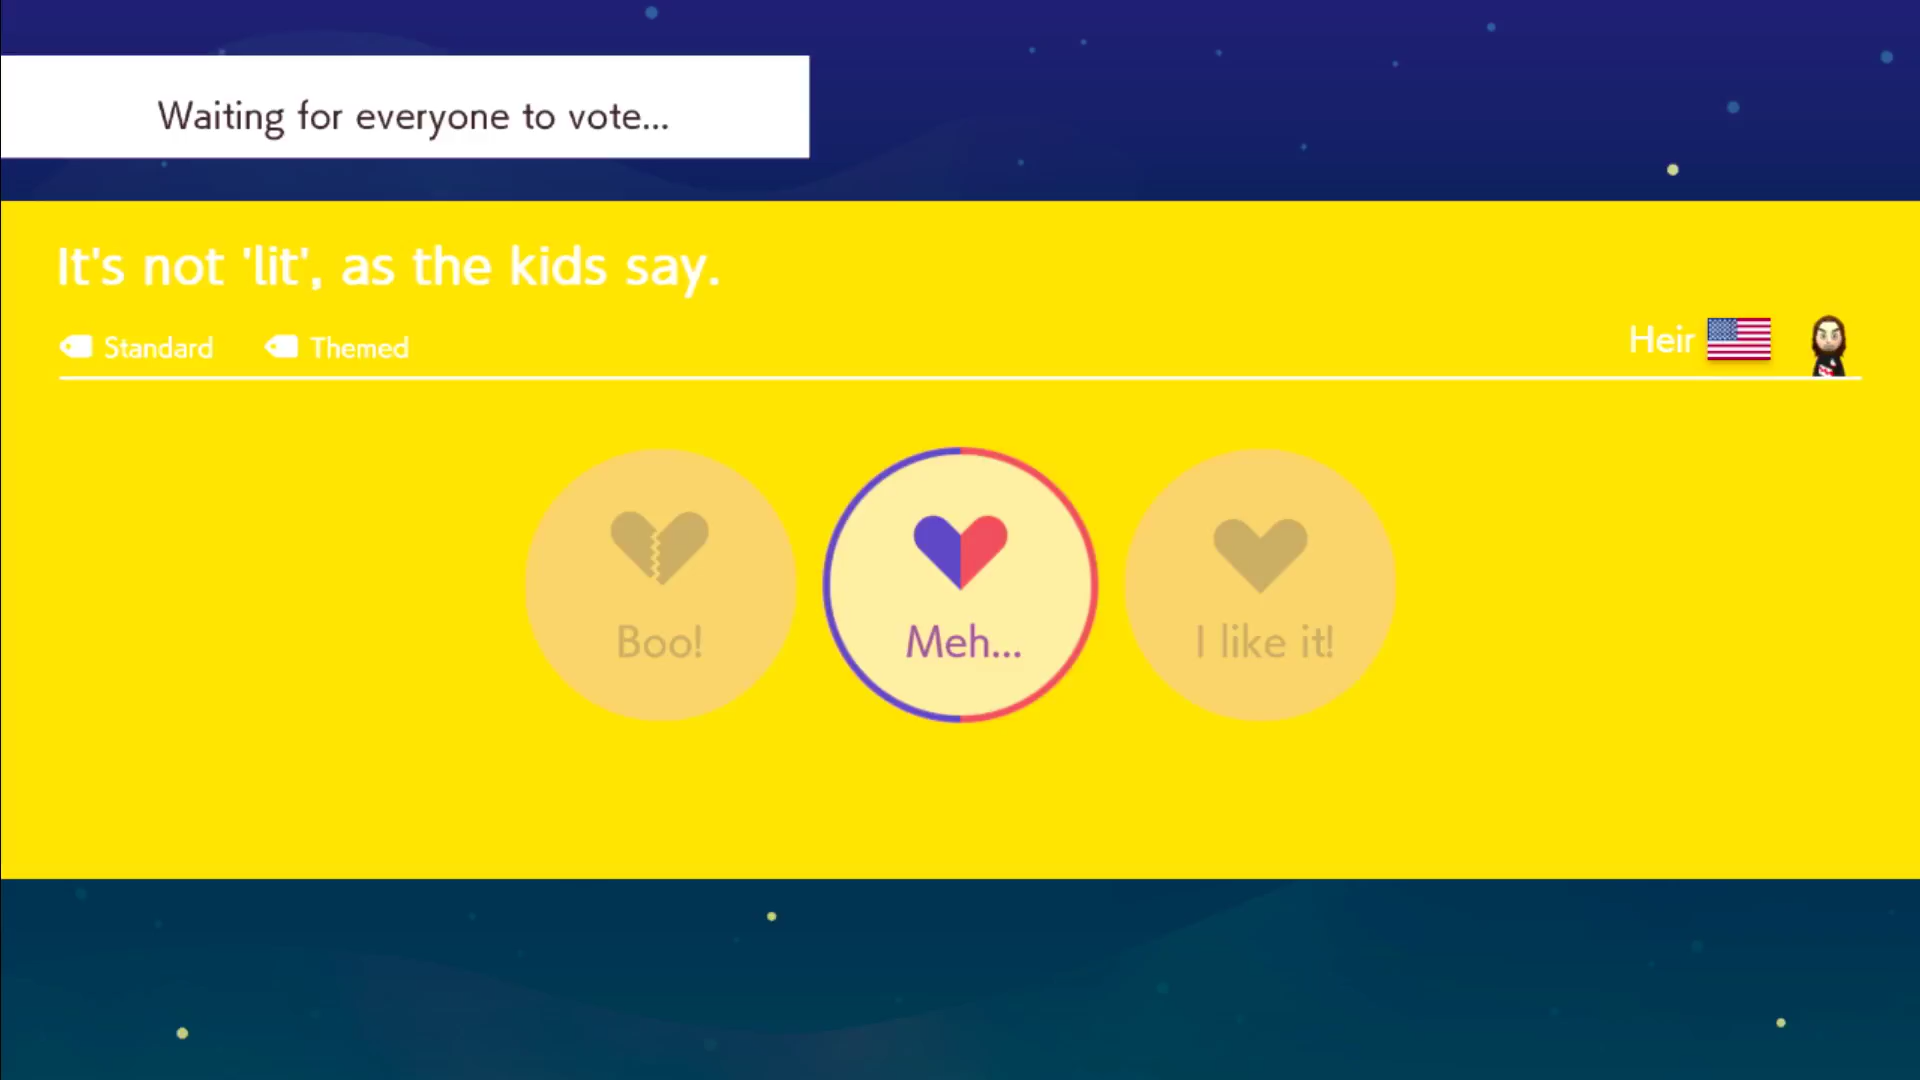 Waiting for everyone to vote...
It's not 'lit', as the kids say.
Standard Themed
Heir
Boo!
Meh...
I like it!